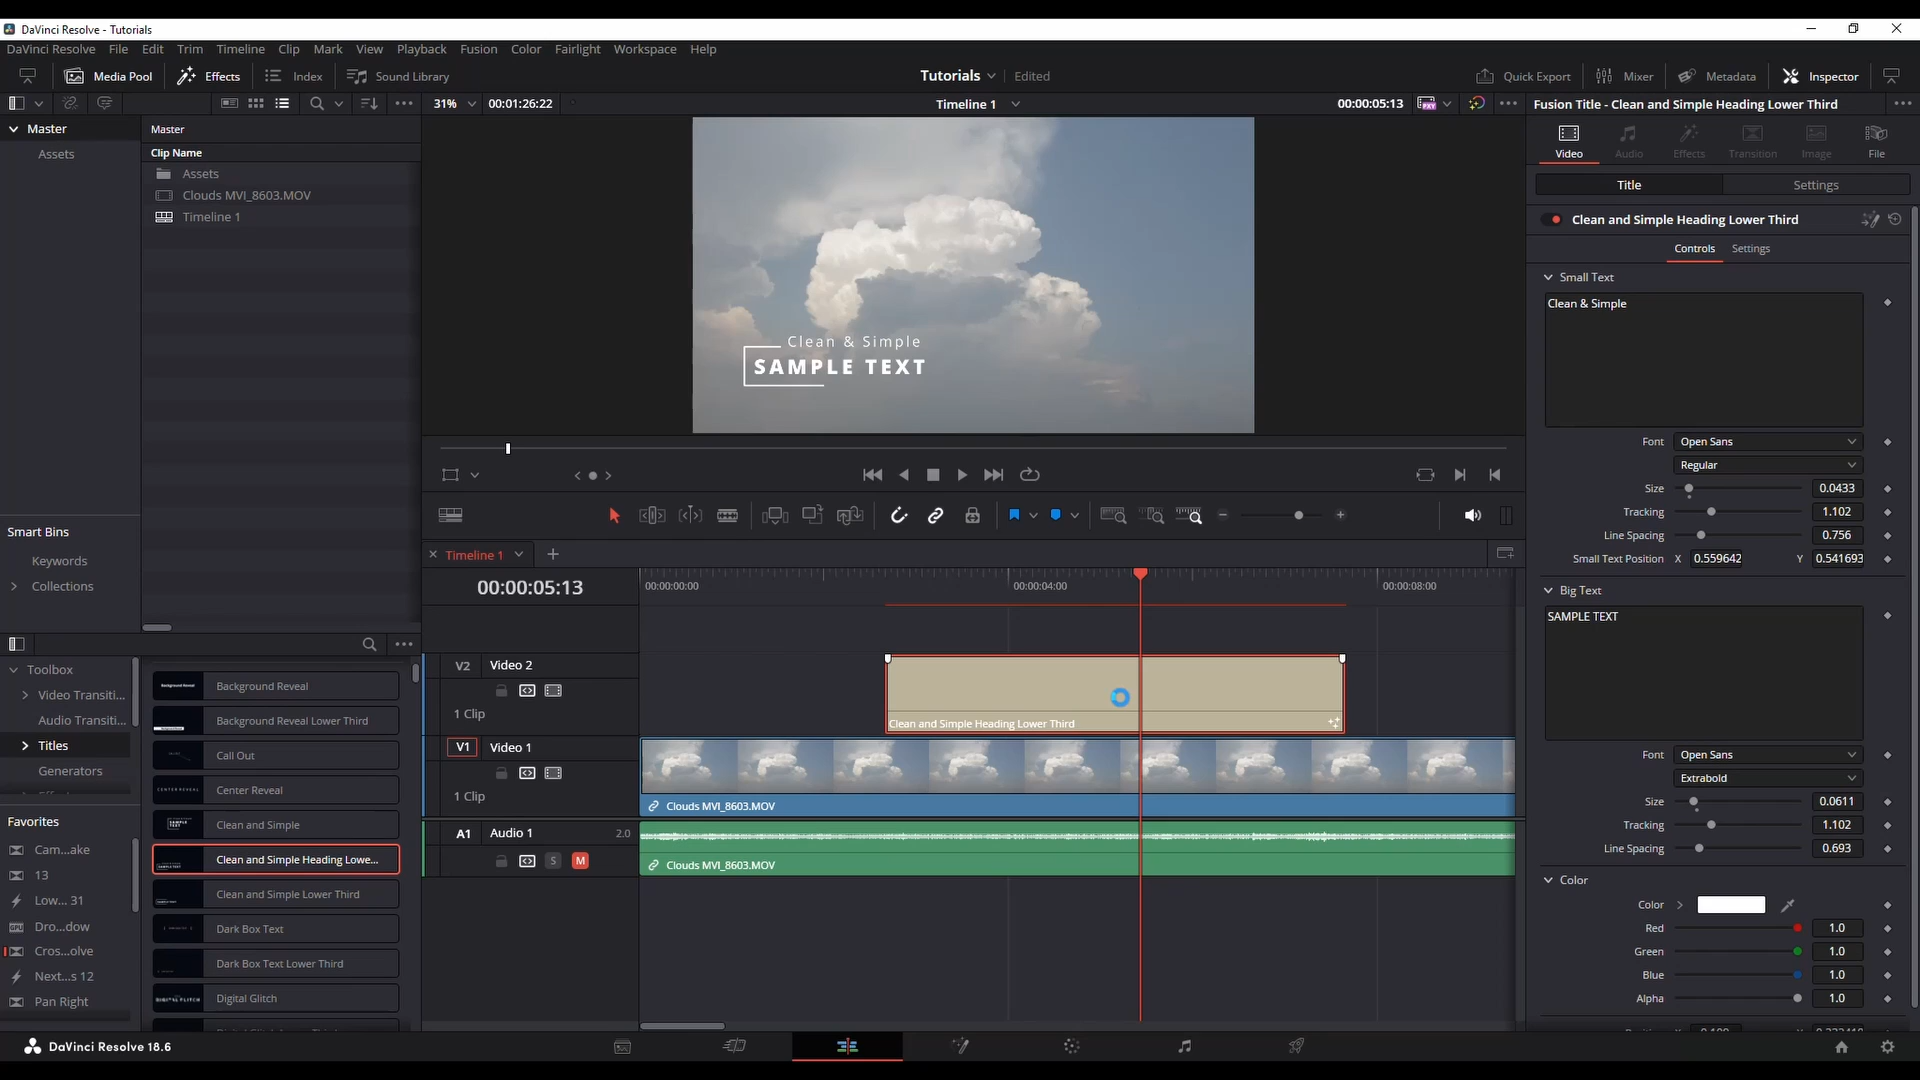 DaVinci Resolve - Tutorials
DaVinci Resolve File Edit Trim Timeline Clip Mark View Playback Fusion Color Fairlight Workspace Help
Media Pool Effects Index Sound Library Tutorials Edited Quick Export Mixer Metadata Inspector
31% 00:01:26:22 Timeline 1 00:00:05:13 Fusion Title - Clean and Simple Heading Lower Third
Master
Assets
Master
Clip Name
Assets
Clouds MVI_8603.MOV
Timeline 1
Smart Bins
Keywords
Collections
Clean & Simple
SAMPLE TEXT
Video Audio Effects Transition Image File
Title Settings
Clean and Simple Heading Lower Third
Controls Settings
Small Text
Clean & Simple
Font Open Sans
Regular
Size 0.0433
Tracking 1.102
Line Spacing 0.756
Small Text Position X 0.559642 Y 0.541693
Big Text
SAMPLE TEXT
Font Open Sans
Extrabold
Size 0.0611
Tracking 1.102
Line Spacing 0.693
Color
Color
Red 1.0
Green 1.0
Blue 1.0
Alpha 1.0
Toolbox
Video Transiti...
Audio Transiti...
Titles
Generators
Favorites
Cam...ake
13
Low... 31
Dro...dow
Cros...olve
Next...s 12
Pan Right
Background Reveal
Background Reveal Lower Third
Call Out
Center Reveal
Clean and Simple
Clean and Simple Heading Lowe...
Clean and Simple Lower Third
Dark Box Text
Dark Box Text Lower Third
Digital Glitch
Timeline 1
00:00:05:13 00:00:00:00 00:00:04:00 00:00:08:00
V2 Video 2
1 Clip
Clean and Simple Heading Lower Third
V1 Video 1
1 Clip
Clouds MVI_8603.MOV
A1 Audio 1 2.0
S M
Clouds MVI_8603.MOV
DaVinci Resolve 18.6